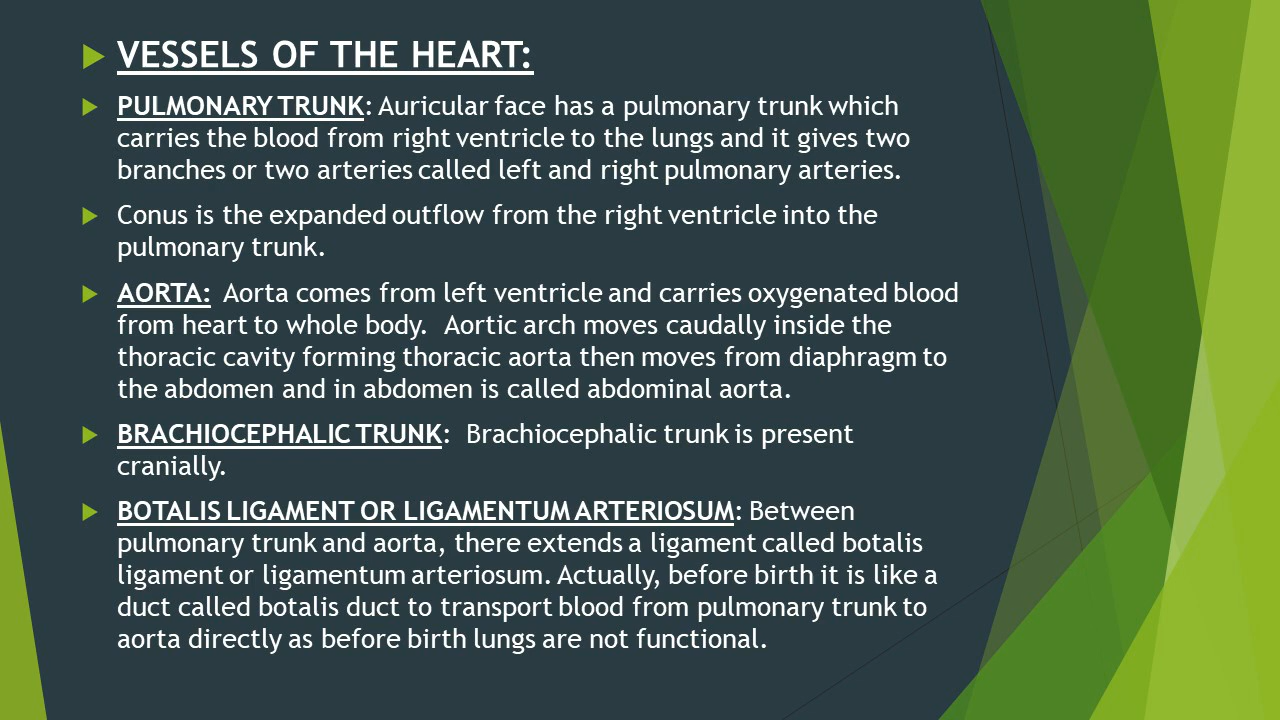 VESSELS OF THE HEART:
PULMONARY TRUNK: Auricular face has a pulmonary trunk which
carries the blood from right ventricle to the lungs and it gives two
branches or two arteries called left and right pulmonary arteries.
Conus is the expanded outflow from the right ventricle into the
pulmonary trunk.
AORTA: Aorta comes from left ventricle and carries oxygenated blood
from heart to whole body. Aortic arch moves caudally inside the
thoracic cavity forming thoracic aorta then moves from diaphragm to
the abdomen and in abdomen is called abdominal aorta.
BRACHIOCEPHALIC TRUNK: Brachiocephalic trunk is present
cranially.
BOTALIS LIGAMENT OR LIGAMENTUM ARTERIOSUM: Between
pulmonary trunk and aorta, there extends a ligament called botalis
ligament or ligamentum arteriosum. Actually, before birth it is like a
duct called botalis duct to transport blood from pulmonary trunk to
aorta directly as before birth lungs are not functional.